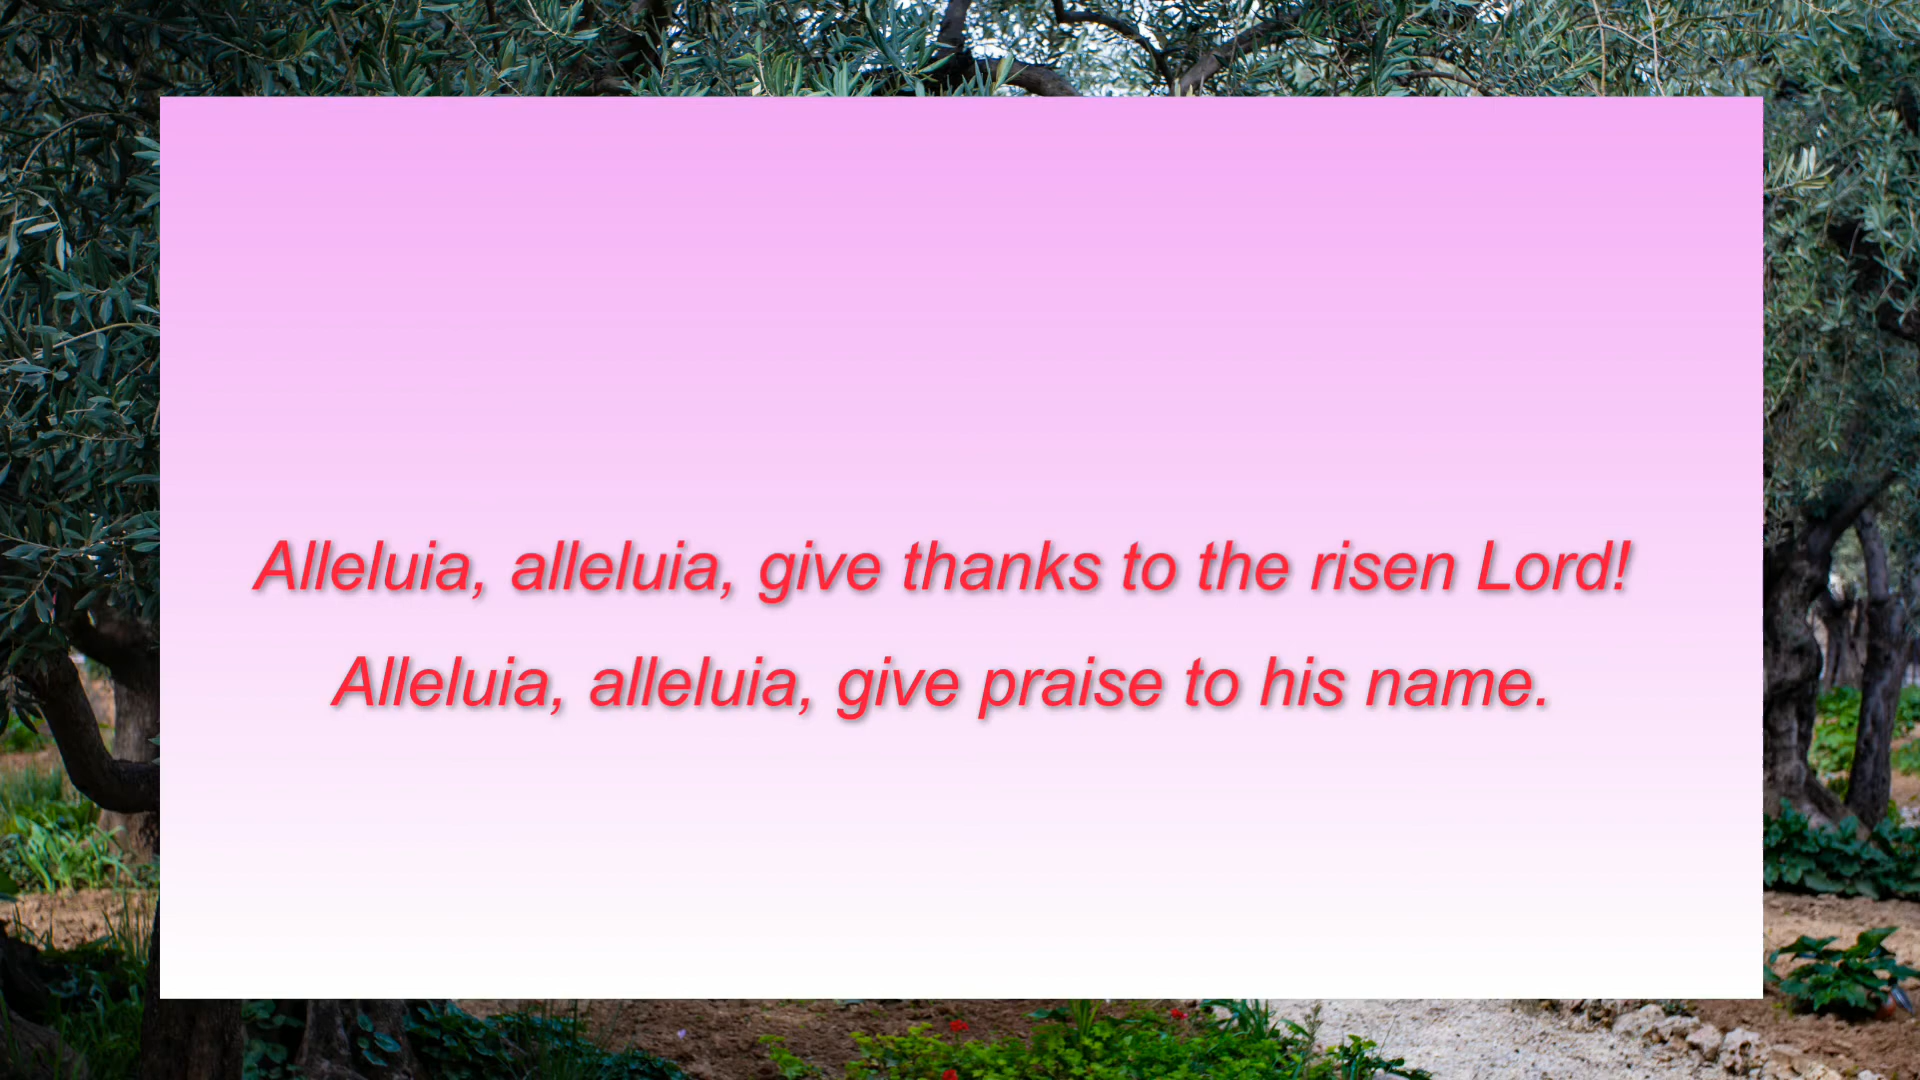 Alleluia, alleluia, give thanks to the risen Lord!
Alleluia, alleluia, give praise to his name.